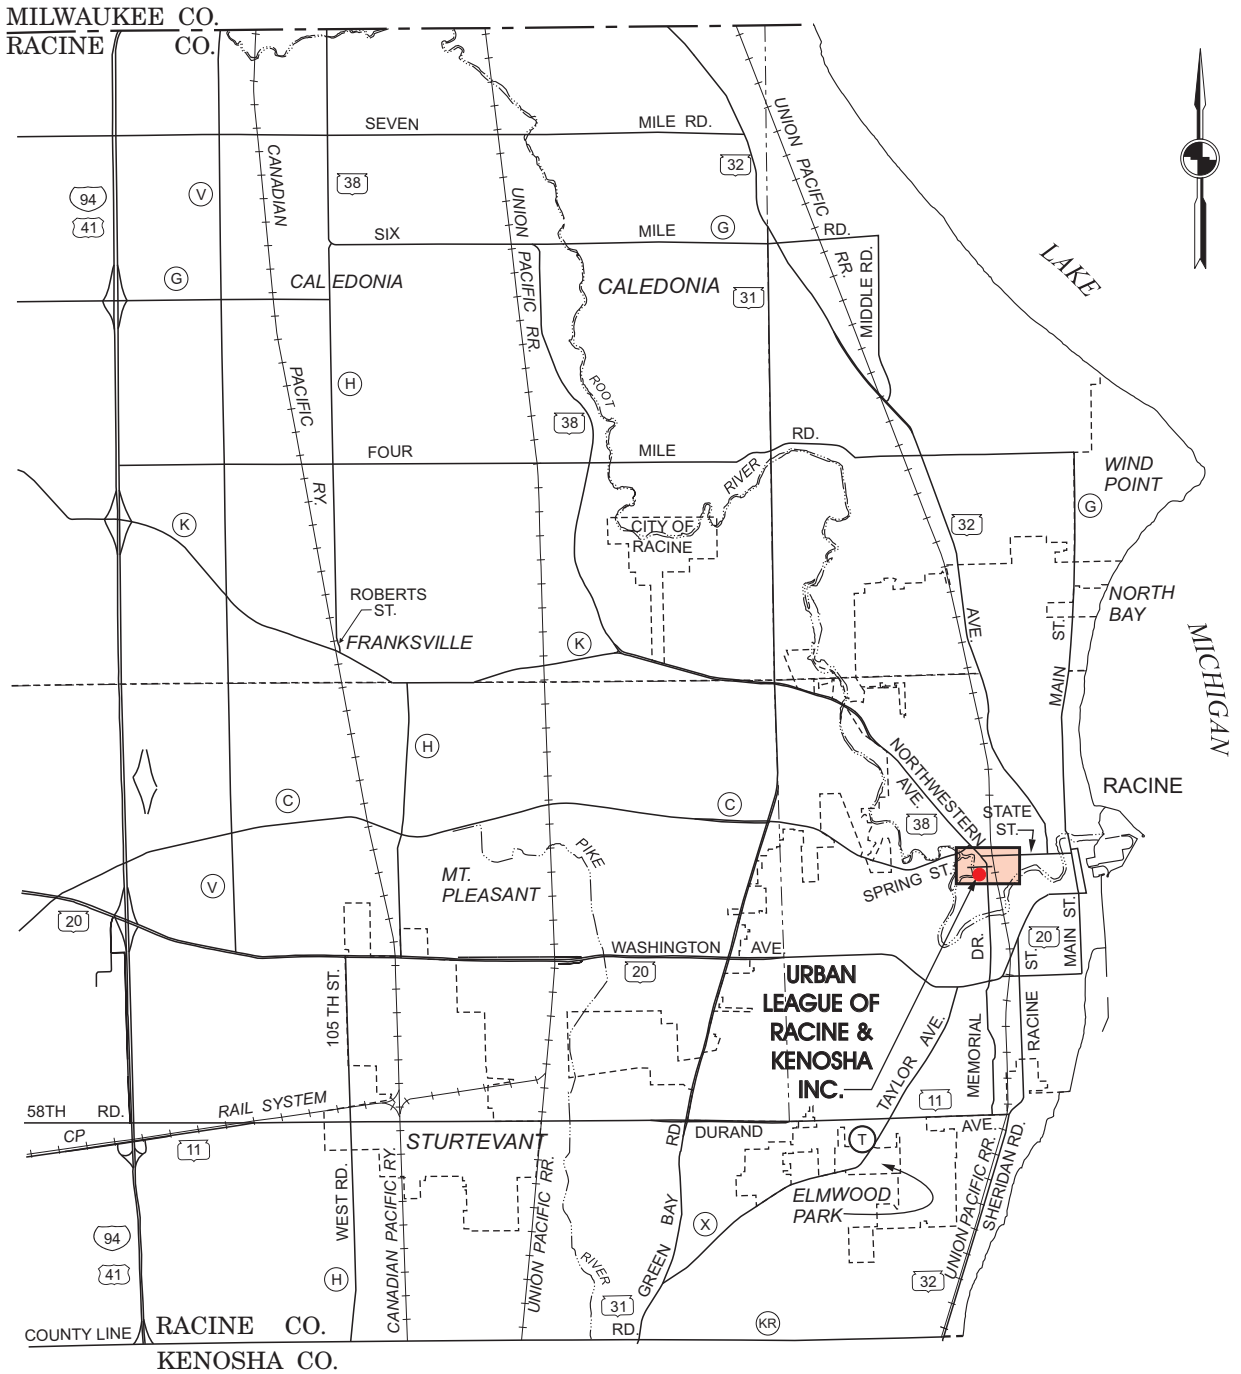 MILWAUKEE CO.
RACINE CO.
SEVEN MILE RD.
CANADIAN
38
UNION PACIFIC RR.
32
UNION PACIFIC RR.
94
V
41
SIX MILE G RD.
MIDDLE RD.
LAKE
G
CALEDONIA
CALEDONIA
31
PACIFIC
H
ROOT
38
FOUR MILE RD.
RY.
RIVER
WIND
POINT
G
K
CITY OF
RACINE
32
ROBERTS
ST.
NORTH
BAY
FRANKSVILLE
K
AVE.
MAIN ST.
MICHIGAN
H
NORTHWESTERN
AVE.
RACINE
C
C
STATE
ST.
38
PIKE
MT.
PLEASANT
V
SPRING ST.
20
WASHINGTON AVE
20
DR.
ST.
20
MAIN ST.
105 TH ST.
URBAN
LEAGUE OF
RACINE &
KENOSHA
INC.
TAYLOR AVE.
MEMORIAL
RACINE
58TH RD.
RAIL SYSTEM
CP
11
11
STURTEVANT
RD.
DURAND
AVE.
T
WEST RD.
CANADIAN PACIFIC RY.
UNION PACIFIC RR.
GREEN BAY
X
ELMWOOD
PARK
UNION PACIFIC RR.
SHERIDAN RD.
94
41
H
RIVER
31
32
KR
COUNTY LINE
RD.
RACINE CO.
KENOSHA CO.